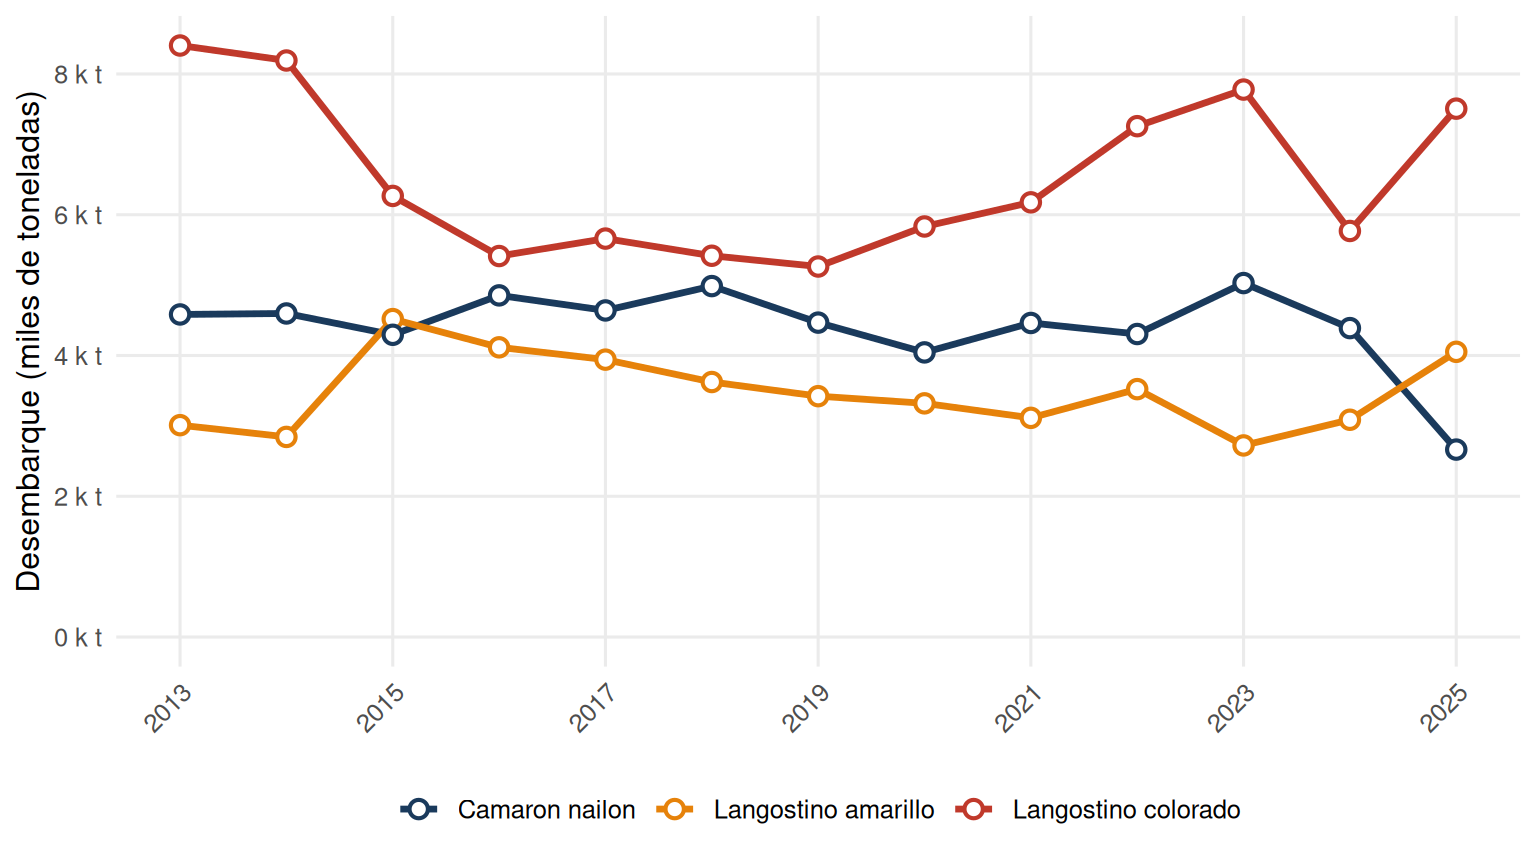 Desembarque (miles de toneladas)
8 k t
6 k t
4 k t
2 k t
0 k t
2013 2015 2017 2019 2021 2023 2025
Camaron nailon Langostino amarillo Langostino colorado